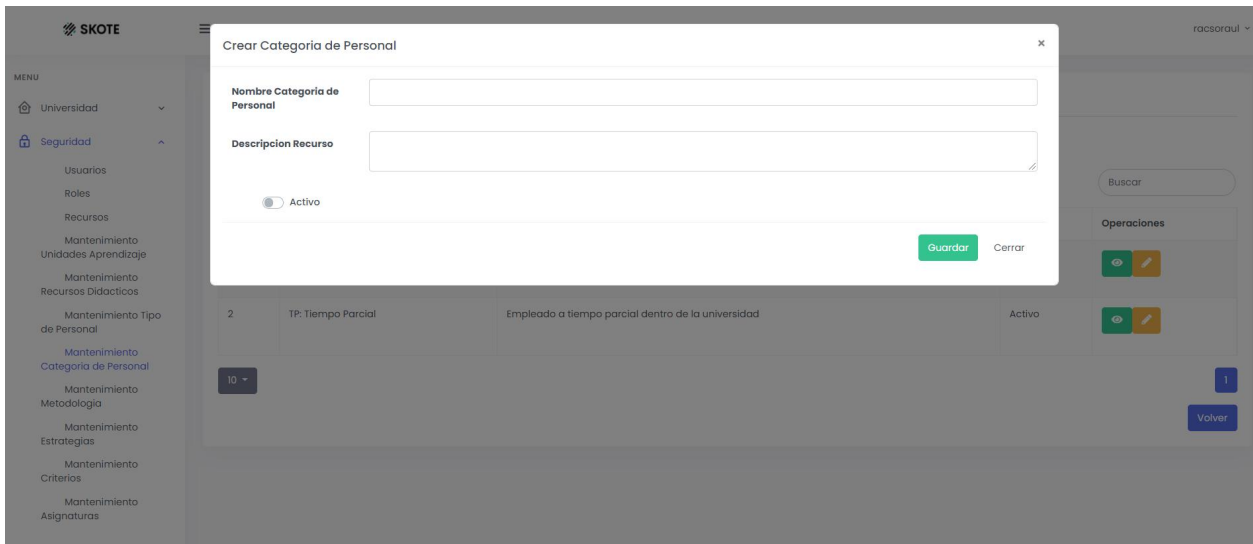 SKOTE
racsoraul
Crear Categoria de Personal
×
MENU
Universidad
Seguridad
Usuarios
Roles
Recursos
Mantenimiento
Unidades Aprendizaje
Mantenimiento
Recursos Didacticos
Mantenimiento Tipo
de Personal
Mantenimiento
Categoria de Personal
Mantenimiento
Metodologia
Mantenimiento
Estrategias
Mantenimiento
Criterios
Mantenimiento
Asignaturas
Nombre Categoria de
Personal
Descripcion Recurso
Activo
Guardar Cerrar
Buscar
Operaciones
2 TP: Tiempo Parcial Empleado a tiempo parcial dentro de la universidad Activo
10
1
Volver